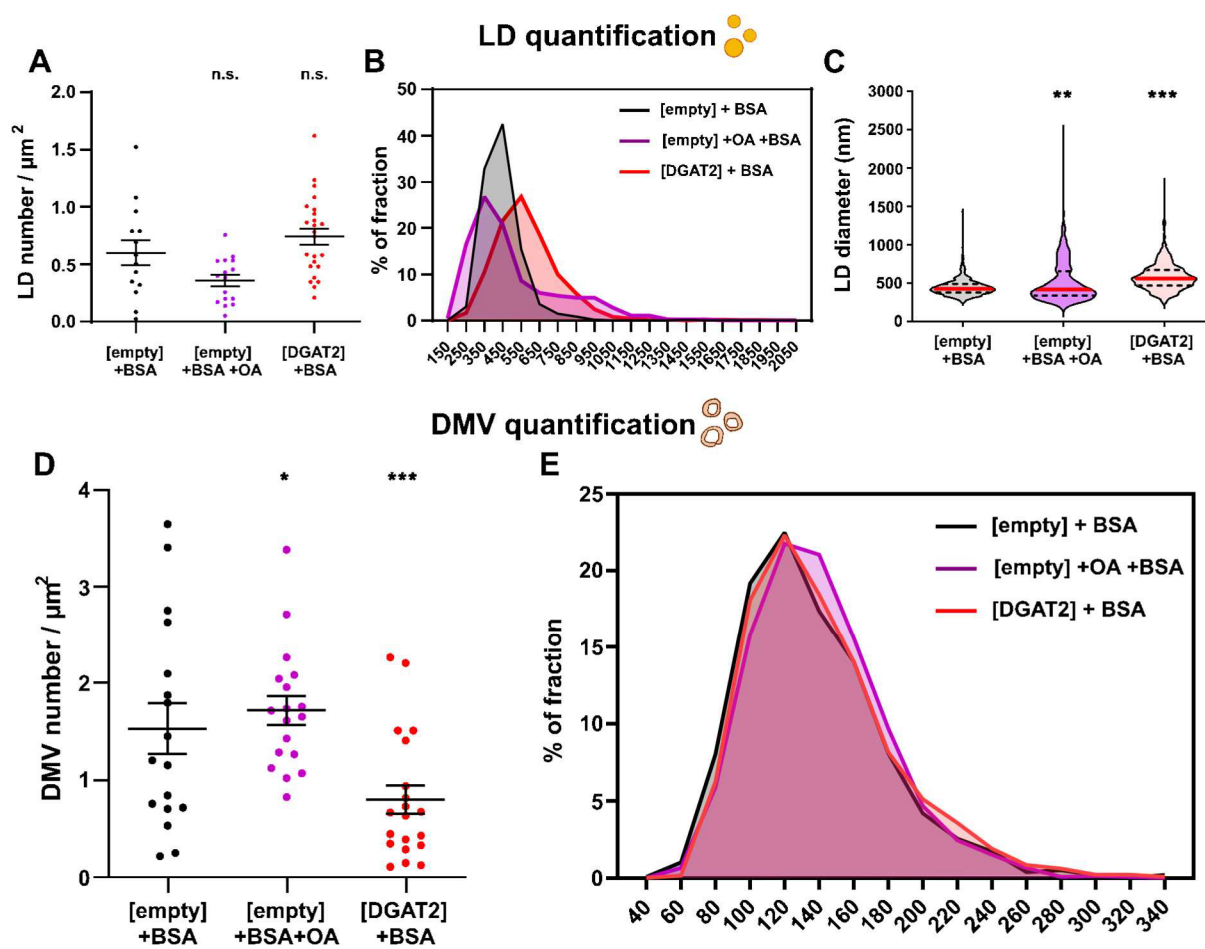 LD quantification
A
n.s.
n.s.
LD number / µm²
2.0
1.5
1.0
0.5
0.0
[empty]
+BSA
[empty]
+BSA +OA
[DGAT2]
+BSA
B
% of fraction
50
40
30
20
10
0
[empty] + BSA
[empty] +OA +BSA
[DGAT2] + BSA
150
250
350
450
550
650
750
850
950
1050
1150
1250
1350
1450
1550
1650
1750
1850
1950
2050
C
**
***
LD diameter (nm)
3000
2500
2000
1500
1000
500
0
[empty]
+BSA
[empty]
+BSA +OA
[DGAT2]
+BSA
DMV quantification
D
*
***
DMV number / µm²
4
3
2
1
0
[empty]
+BSA
[empty]
+BSA+OA
[DGAT2]
+BSA
E
% of fraction
25
20
15
10
5
0
[empty] + BSA
[empty] +OA +BSA
[DGAT2] + BSA
40
60
80
100
120
140
160
180
200
220
240
260
280
300
320
340